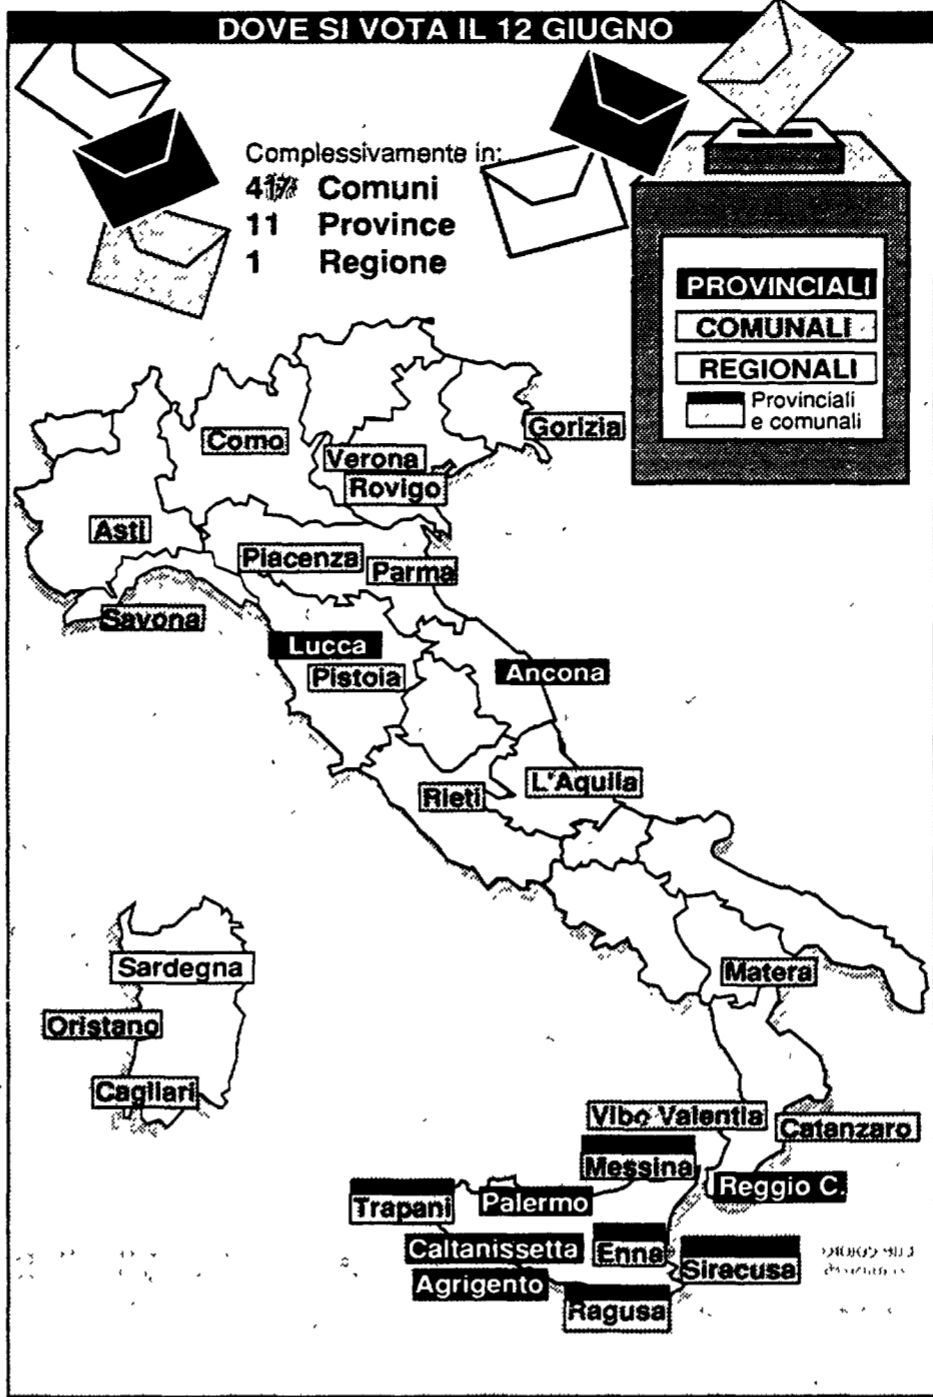 DOVE SI VOTA IL 12 GIUGNO
Complessivamente in:
Comuni
11 Province
1 Regione
PROVINCIALI
COMUNALI
REGIONALI
Provinciali
e comunali
Gorizia
Como
Verona
Rovigo
Asti
Piacenza
Parma
Savona
Lucca
Pistoia
Ancona
Rieti
L'Aquila
Sardegna
Matera
Oristano
Cagliari
Vibo Valentia
Catanzaro
Messina
Reggio C.
Trapani
Palermo
Caltanissetta
Enna
Siracusa
Agrigento
Ragusa